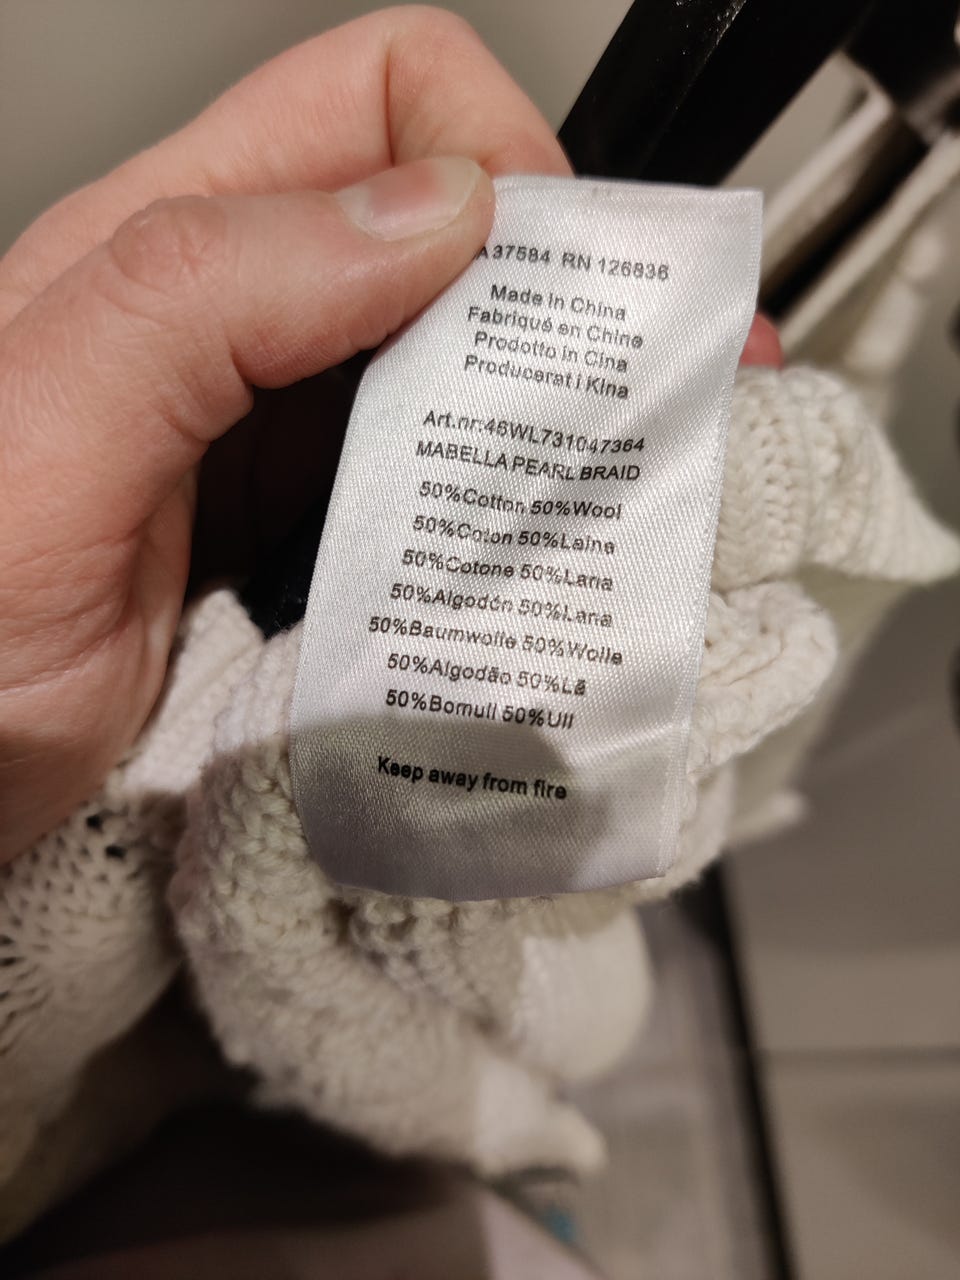 A 37584 RN 126836
Made in China
Fabriqué en Chine
Prodotto in Cina
Producerat i Kina
Art.nr:46WL731047364
MABELLA PEARL BRAID
50%Cotton 50%Wool
50%Coton 50%Laine
50%Cotone 50%Lana
50%Algodón 50%Lana
50%Baumwolle 50%Wolle
50%Algodão 50%Lã
50%Bomull 50%Ull
Keep away from fire